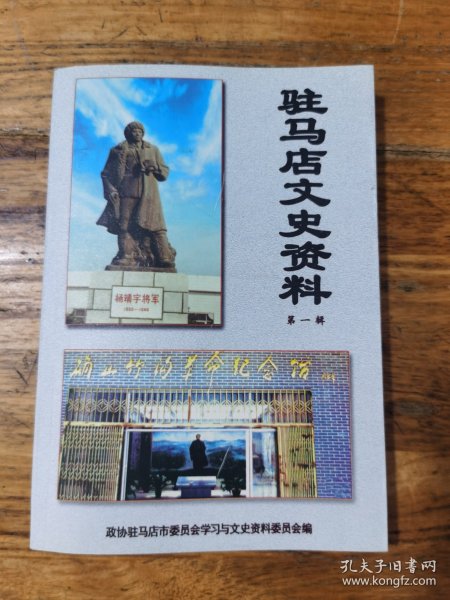 驻马店文史资料
第一辑
杨靖宇将军
确山竹沟革命纪念馆
政协驻马店市委员会学习与文史资料委员会编
孔夫子旧书网
www.kongfz.com